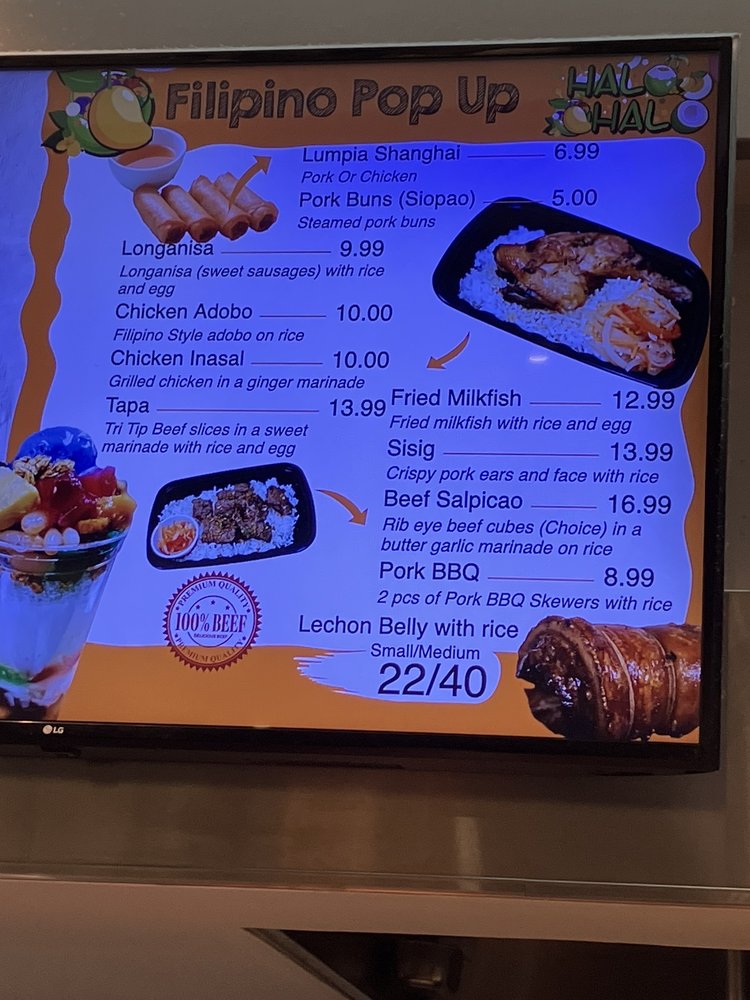 Filipino Pop Up
HALO
HALO
Lumpia Shanghai 6.99
Pork Or Chicken
Pork Buns (Siopao) 5.00
Steamed pork buns
Longanisa 9.99
Longanisa (sweet sausages) with rice
and egg
Chicken Adobo 10.00
Filipino Style adobo on rice
Chicken Inasal 10.00
Grilled chicken in a ginger marinade
Tapa 13.99
Tri Tip Beef slices in a sweet
marinade with rice and egg
Fried Milkfish 12.99
Fried milkfish with rice and egg
Sisig 13.99
Crispy pork ears and face with rice
Beef Salpicao 16.99
Rib eye beef cubes (Choice) in a
butter garlic marinade on rice
Pork BBQ 8.99
2 pcs of Pork BBQ Skewers with rice
Lechon Belly with rice
Small/Medium
22/40
PREMIUM QUALITY
100% BEEF
DELICIOUS BEEF
PREMIUM QUALITY
LG